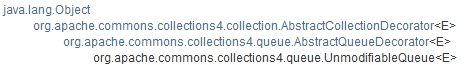 java.lang.Object
org.apache.commons.collections4.collection.AbstractCollectionDecorator<E>
org.apache.commons.collections4.queue.AbstractQueueDecorator<E>
org.apache.commons.collections4.queue.UnmodifiableQueue<E>